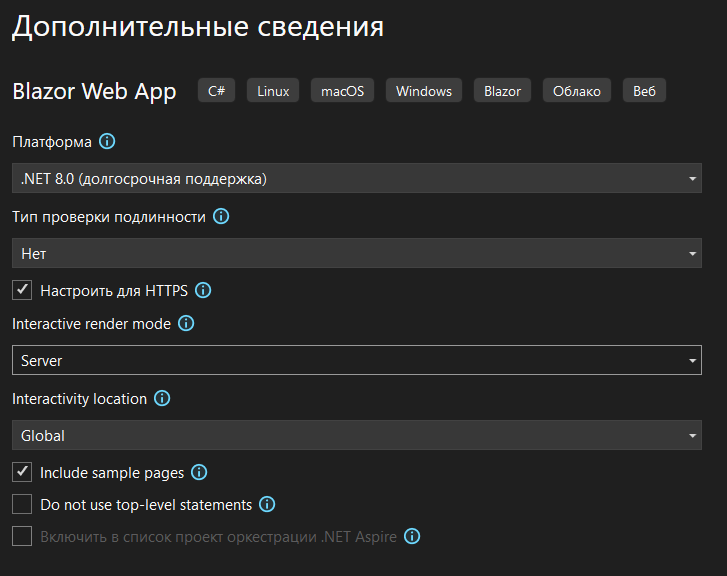 Дополнительные сведения
Blazor Web App C# Linux macOS Windows Blazor Облако Веб
Платформа
.NET 8.0 (долгосрочная поддержка)
Тип проверки подлинности
Нет
Настроить для HTTPS
Interactive render mode
Server
Interactivity location
Global
Include sample pages
Do not use top-level statements
Включить в список проект оркестрации .NET Aspire